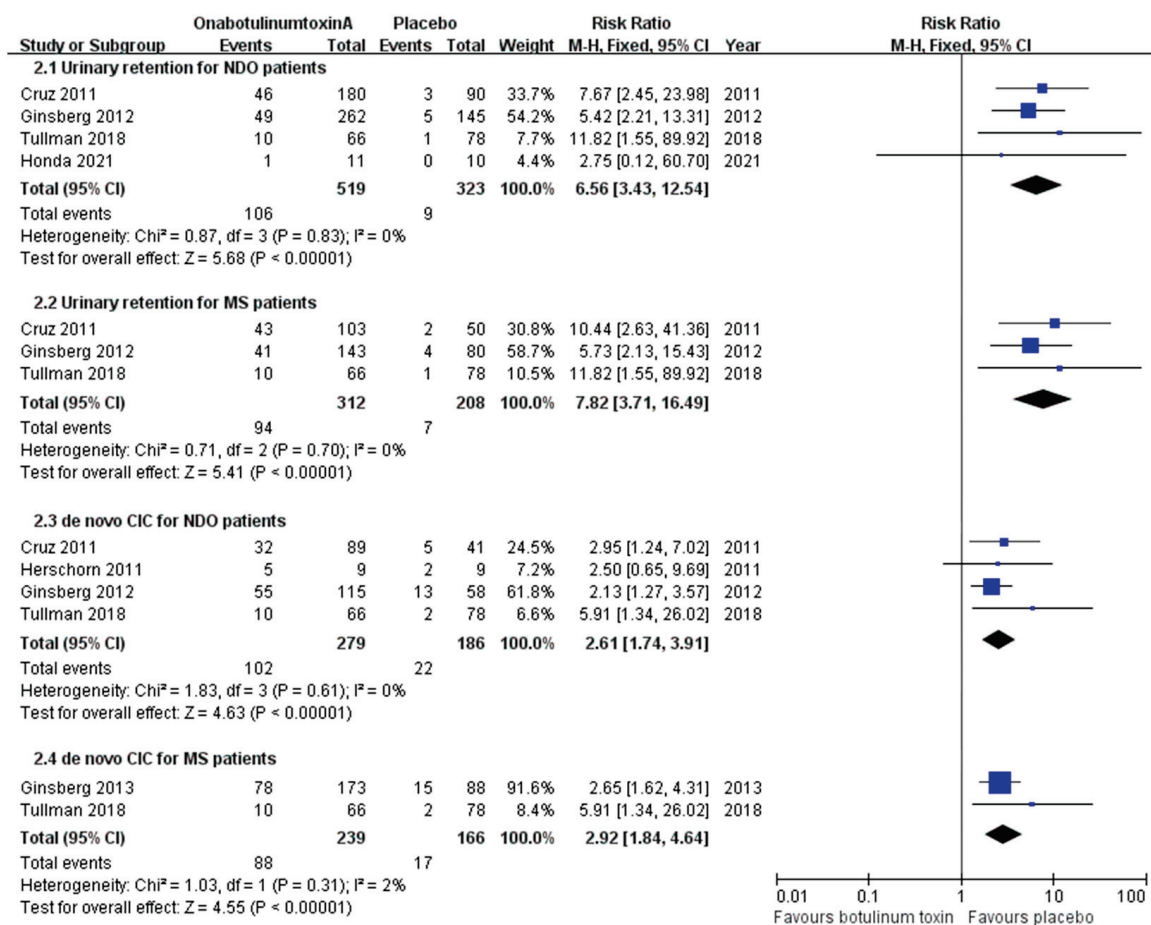 OnabotulinumtoxinA Placebo Risk Ratio Risk Ratio
Study or Subgroup Events Total Events Total Weight M-H, Fixed, 95% CI Year M-H, Fixed, 95% CI
2.1 Urinary retention for NDO patients
Cruz 2011 46 180 3 90 33.7% 7.67 [2.45, 23.98] 2011
Ginsberg 2012 49 262 5 145 54.2% 5.42 [2.21, 13.31] 2012
Tullman 2018 10 66 1 78 7.7% 11.82 [1.55, 89.92] 2018
Honda 2021 1 11 0 10 4.4% 2.75 [0.12, 60.70] 2021
Total (95% CI) 519 323 100.0% 6.56 [3.43, 12.54]
Total events 106 9
Heterogeneity: Chi² = 0.87, df = 3 (P = 0.83); I² = 0%
Test for overall effect: Z = 5.68 (P < 0.00001)
2.2 Urinary retention for MS patients
Cruz 2011 43 103 2 50 30.8% 10.44 [2.63, 41.36] 2011
Ginsberg 2012 41 143 4 80 58.7% 5.73 [2.13, 15.43] 2012
Tullman 2018 10 66 1 78 10.5% 11.82 [1.55, 89.92] 2018
Total (95% CI) 312 208 100.0% 7.82 [3.71, 16.49]
Total events 94 7
Heterogeneity: Chi² = 0.71, df = 2 (P = 0.70); I² = 0%
Test for overall effect: Z = 5.41 (P < 0.00001)
2.3 de novo CIC for NDO patients
Cruz 2011 32 89 5 41 24.5% 2.95 [1.24, 7.02] 2011
Herschorn 2011 5 9 2 9 7.2% 2.50 [0.65, 9.69] 2011
Ginsberg 2012 55 115 13 58 61.8% 2.13 [1.27, 3.57] 2012
Tullman 2018 10 66 2 78 6.6% 5.91 [1.34, 26.02] 2018
Total (95% CI) 279 186 100.0% 2.61 [1.74, 3.91]
Total events 102 22
Heterogeneity: Chi² = 1.83, df = 3 (P = 0.61); I² = 0%
Test for overall effect: Z = 4.63 (P < 0.00001)
2.4 de novo CIC for MS patients
Ginsberg 2013 78 173 15 88 91.6% 2.65 [1.62, 4.31] 2013
Tullman 2018 10 66 2 78 8.4% 5.91 [1.34, 26.02] 2018
Total (95% CI) 239 166 100.0% 2.92 [1.84, 4.64]
Total events 88 17
Heterogeneity: Chi² = 1.03, df = 1 (P = 0.31); I² = 2%
Test for overall effect: Z = 4.55 (P < 0.00001)
0.01 0.1 1 10 100
Favours botulinum toxin Favours placebo